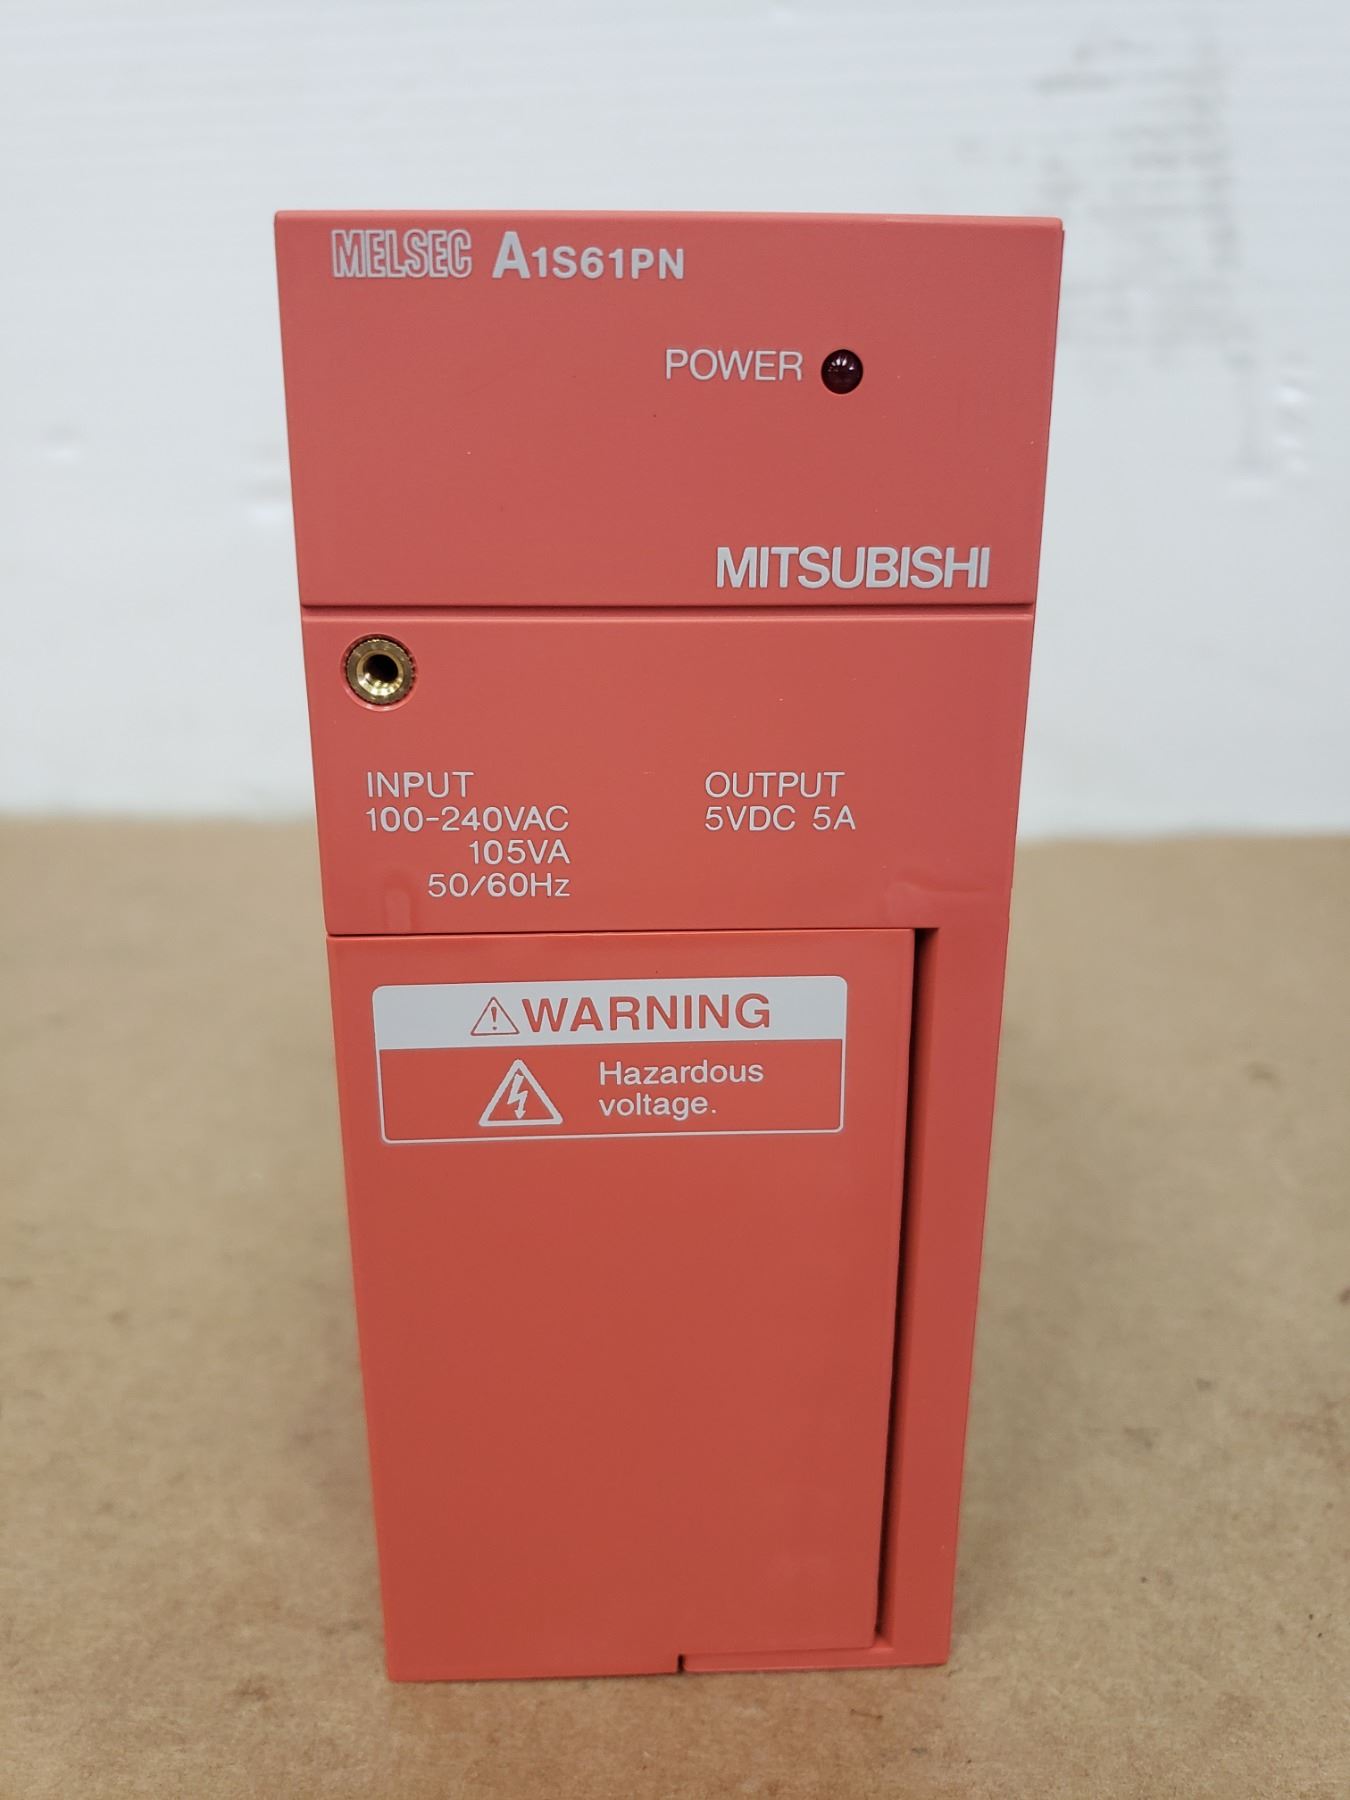 MELSEC A1S61PN
POWER
MITSUBISHI
INPUT
100-240VAC
105VA
50/60Hz
OUTPUT
5VDC 5A
WARNING
Hazardous
voltage.